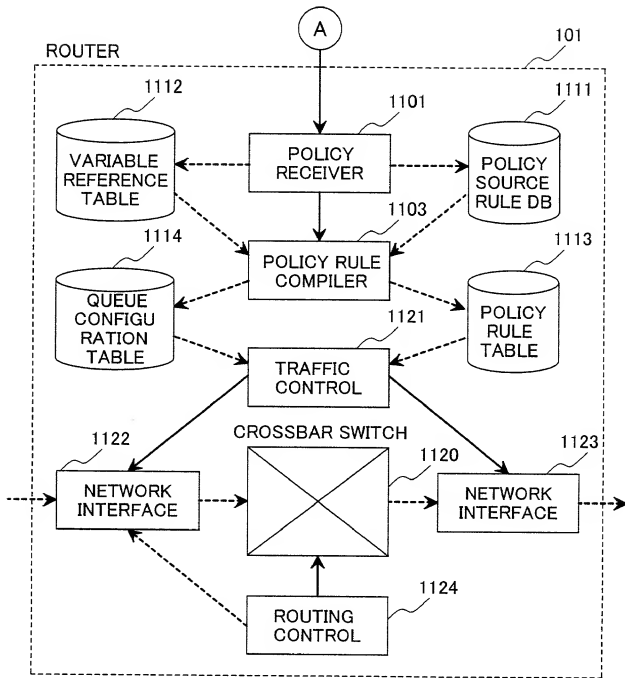 A
ROUTER
101
1112
1101
1111
VARIABLE
REFERENCE
TABLE
POLICY
RECEIVER
POLICY
SOURCE
RULE DB
1103
1114
1113
POLICY RULE
COMPILER
QUEUE
CONFIGU
RATION
TABLE
POLICY
RULE
TABLE
1121
TRAFFIC
CONTROL
CROSSBAR SWITCH
1122
1120
1123
NETWORK
INTERFACE
NETWORK
INTERFACE
1124
ROUTING
CONTROL